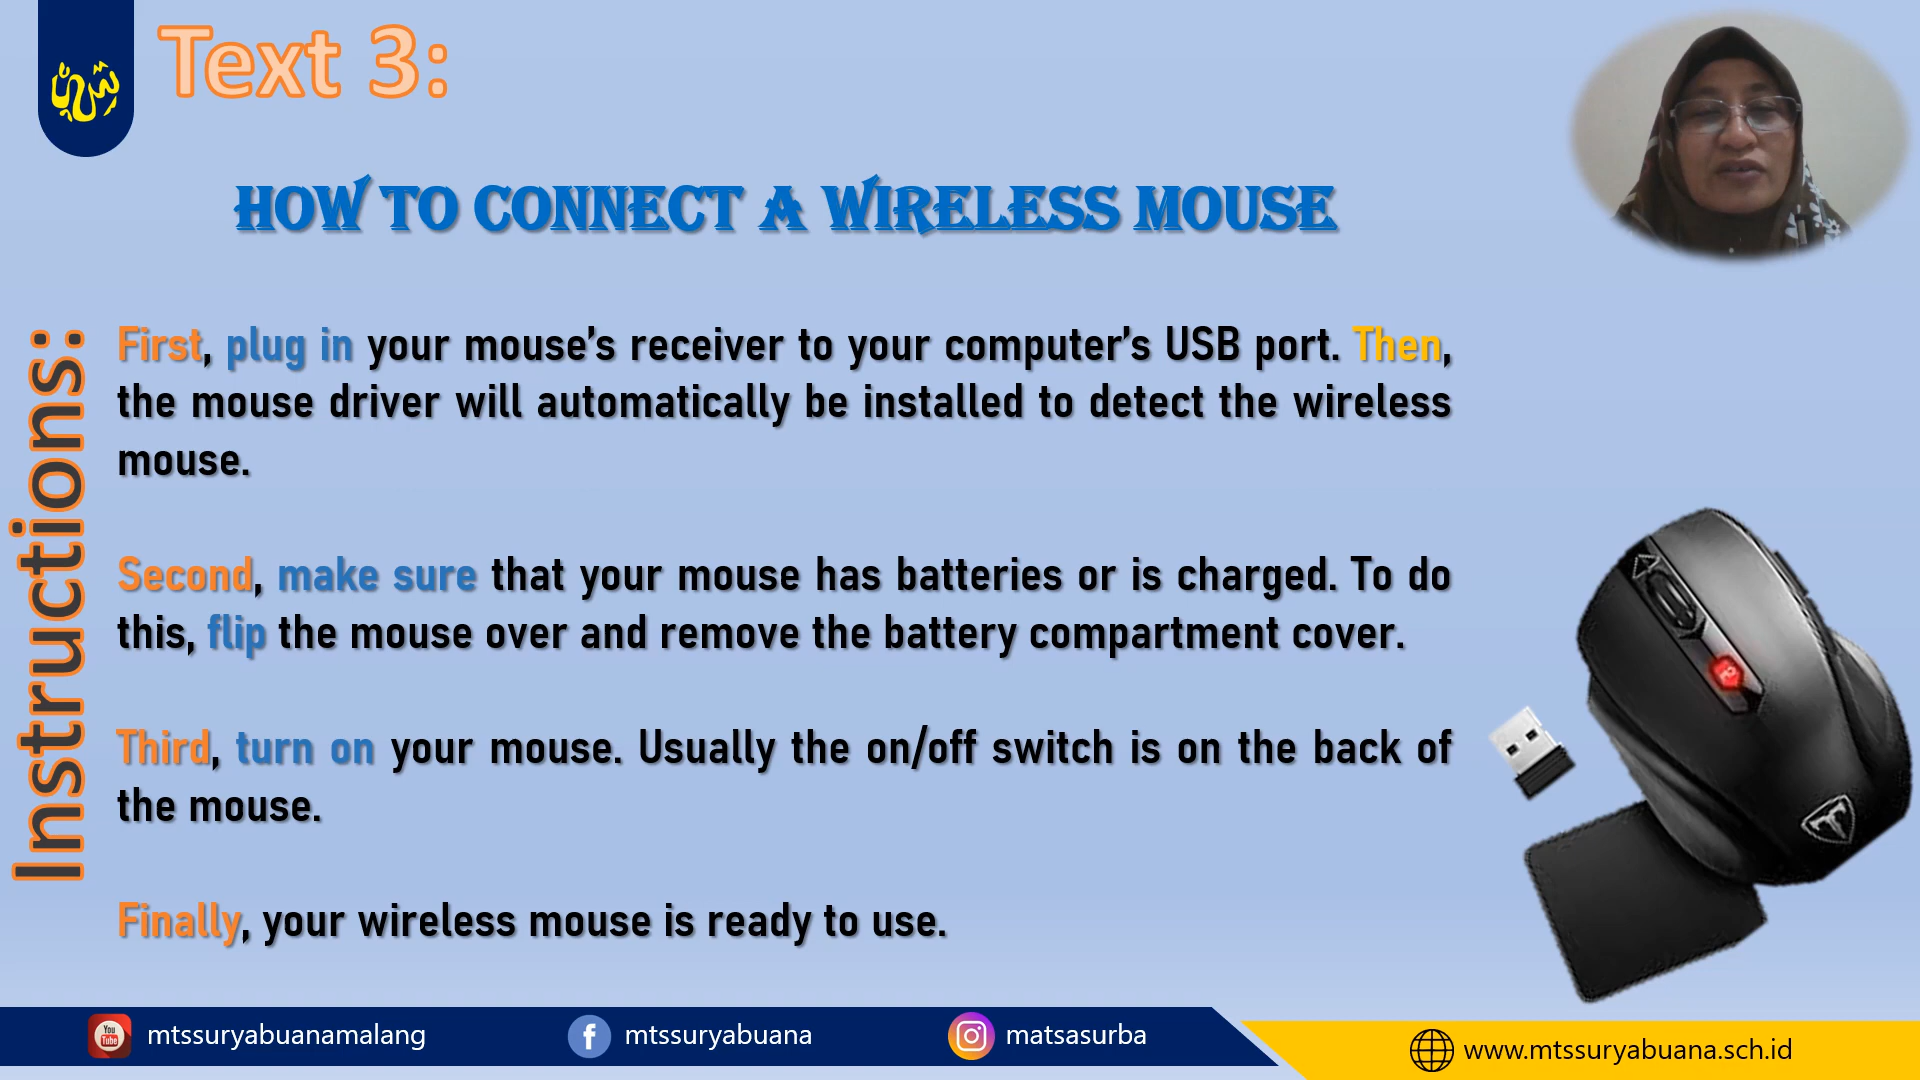 Text 3:
HOW TO CONNECT A WIRELESS MOUSE
Instructions:
First, plug in your mouse's receiver to your computer's USB port. Then,
the mouse driver will automatically be installed to detect the wireless
mouse.
Second, make sure that your mouse has batteries or is charged. To do
this, flip the mouse over and remove the battery compartment cover.
Third, turn on your mouse. Usually the on/off switch is on the back of
the mouse.
Finally, your wireless mouse is ready to use.
You
Tube
mtssuryabuanamalang
mtssuryabuana
matsasurba
www.mtssuryabuana.sch.id